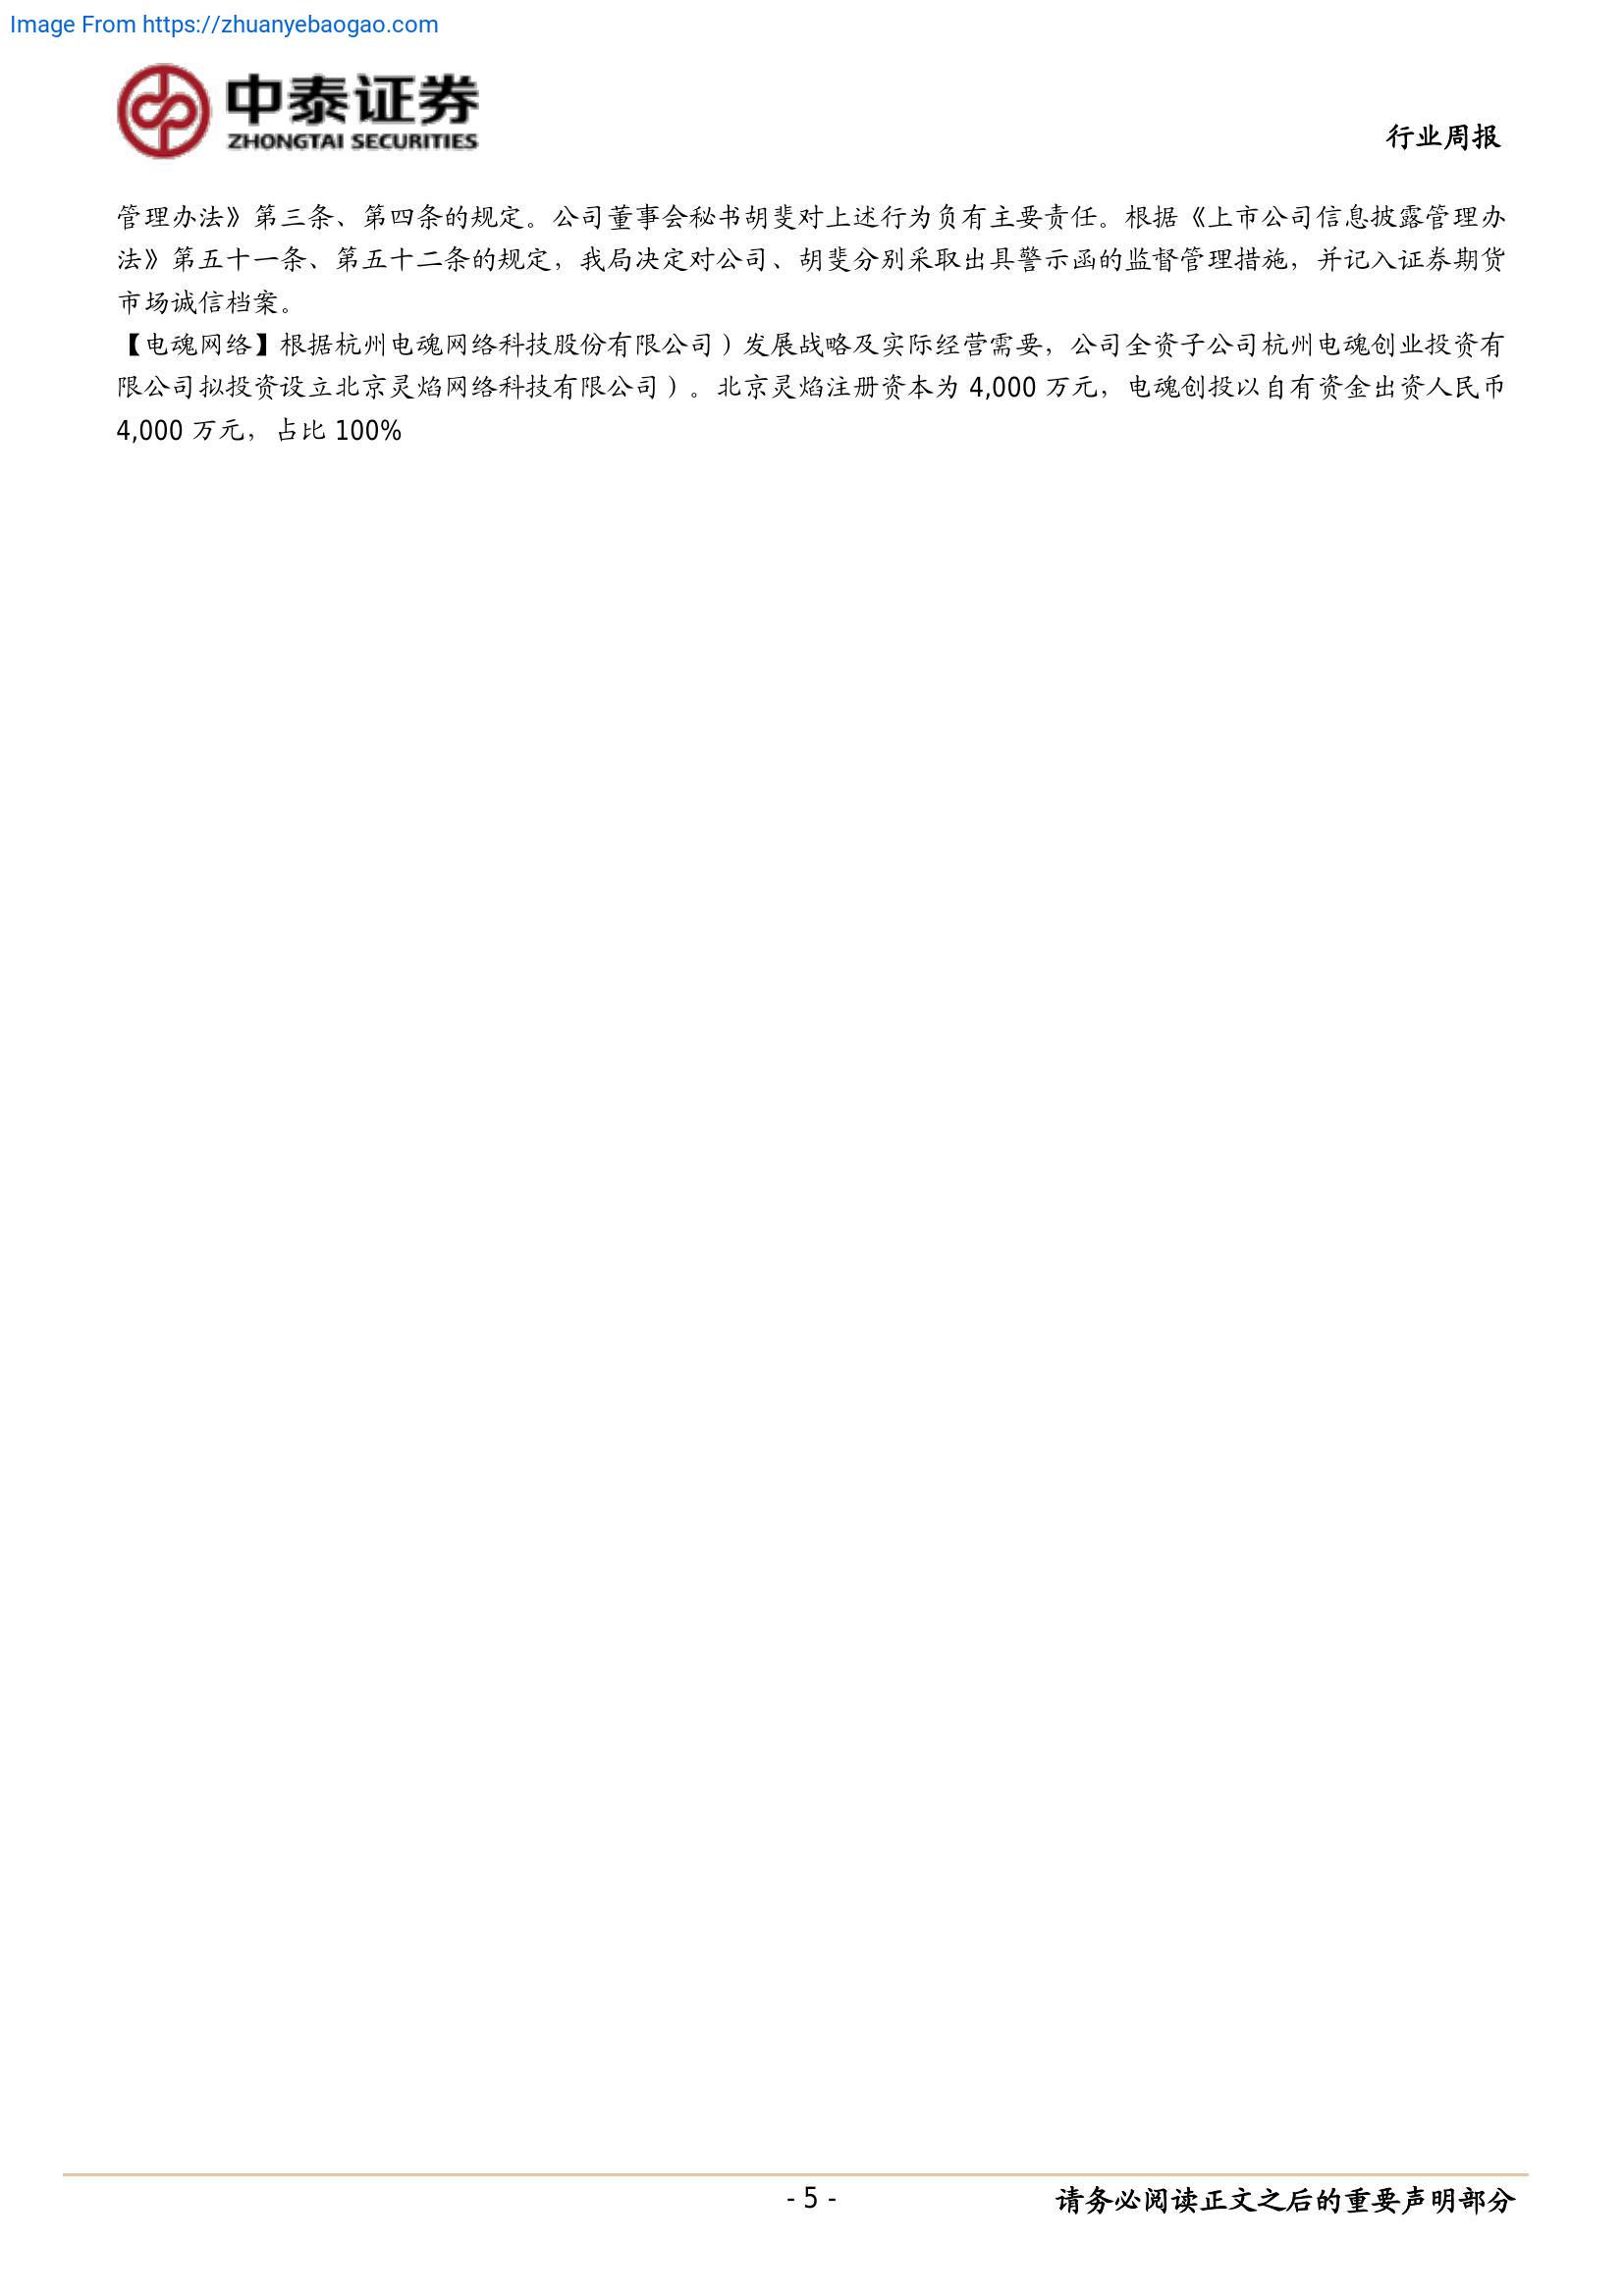 Image From https://zhuanyebaogao.com
中泰证券
ZHONGTAI SECURITIES
行业周报
管理办法》第三条、第四条的规定。公司董事会秘书胡斐对上述行为负有主要责任。根据《上市公司信息披露管理办
法》第五十一条、第五十二条的规定，我局决定对公司、胡斐分别采取出具警示函的监督管理措施，并记入证券期货
市场诚信档案。
【电魂网络】根据杭州电魂网络科技股份有限公司）发展战略及实际经营需要，公司全资子公司杭州电魂创业投资有
限公司拟投资设立北京灵焰网络科技有限公司）。北京灵焰注册资本为 4,000 万元，电魂创投以自有资金出资人民币
4,000 万元，占比 100%
- 5 -
请务必阅读正文之后的重要声明部分